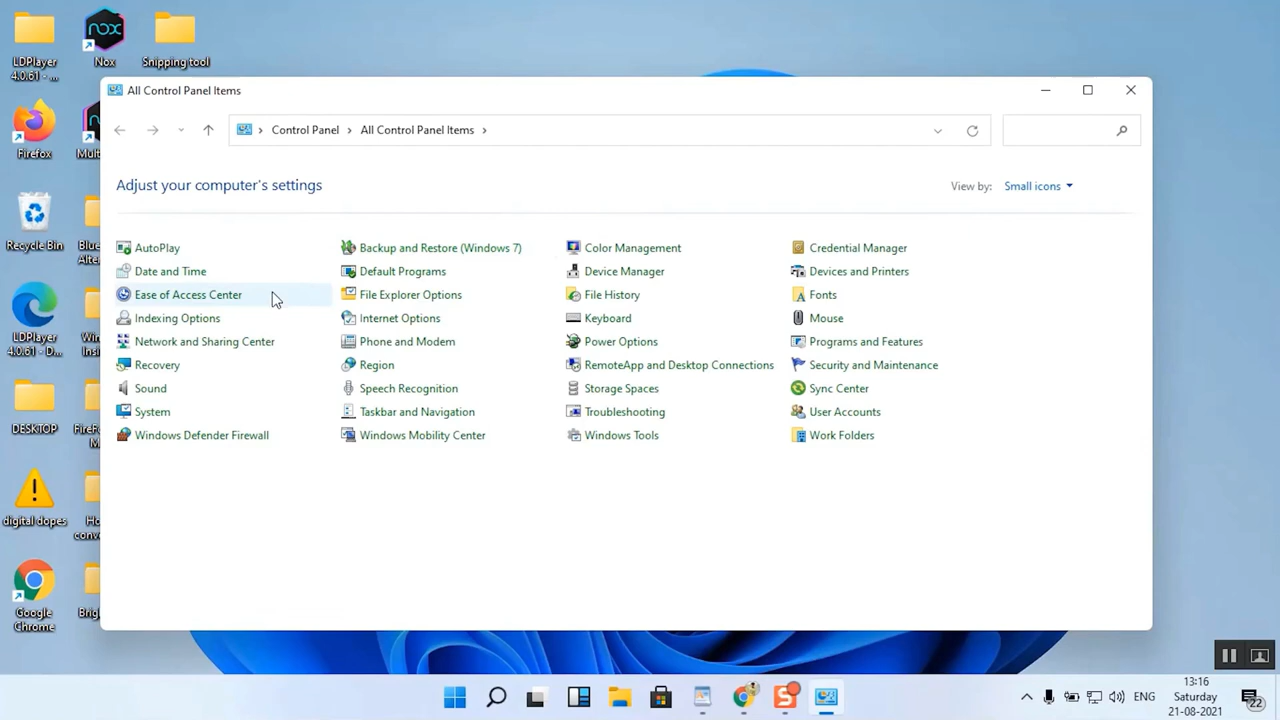 LDPlayer
4.0.61 - ...
Nox
Snipping tool
Firefox
Recycle Bin
LDPlayer
4.0.61 - D...
DESKTOP
digital dopes
Google
Chrome
All Control Panel Items
Control Panel
All Control Panel Items
Adjust your computer's settings
View by:
Small icons
AutoPlay
Backup and Restore (Windows 7)
Color Management
Credential Manager
Date and Time
Default Programs
Device Manager
Devices and Printers
Ease of Access Center
File Explorer Options
File History
Fonts
Indexing Options
Internet Options
Keyboard
Mouse
Network and Sharing Center
Phone and Modem
Power Options
Programs and Features
Recovery
Region
RemoteApp and Desktop Connections
Security and Maintenance
Sound
Speech Recognition
Storage Spaces
Sync Center
System
Taskbar and Navigation
Troubleshooting
User Accounts
Windows Defender Firewall
Windows Mobility Center
Windows Tools
Work Folders
ENG
13:16
Saturday
21-08-2021
22